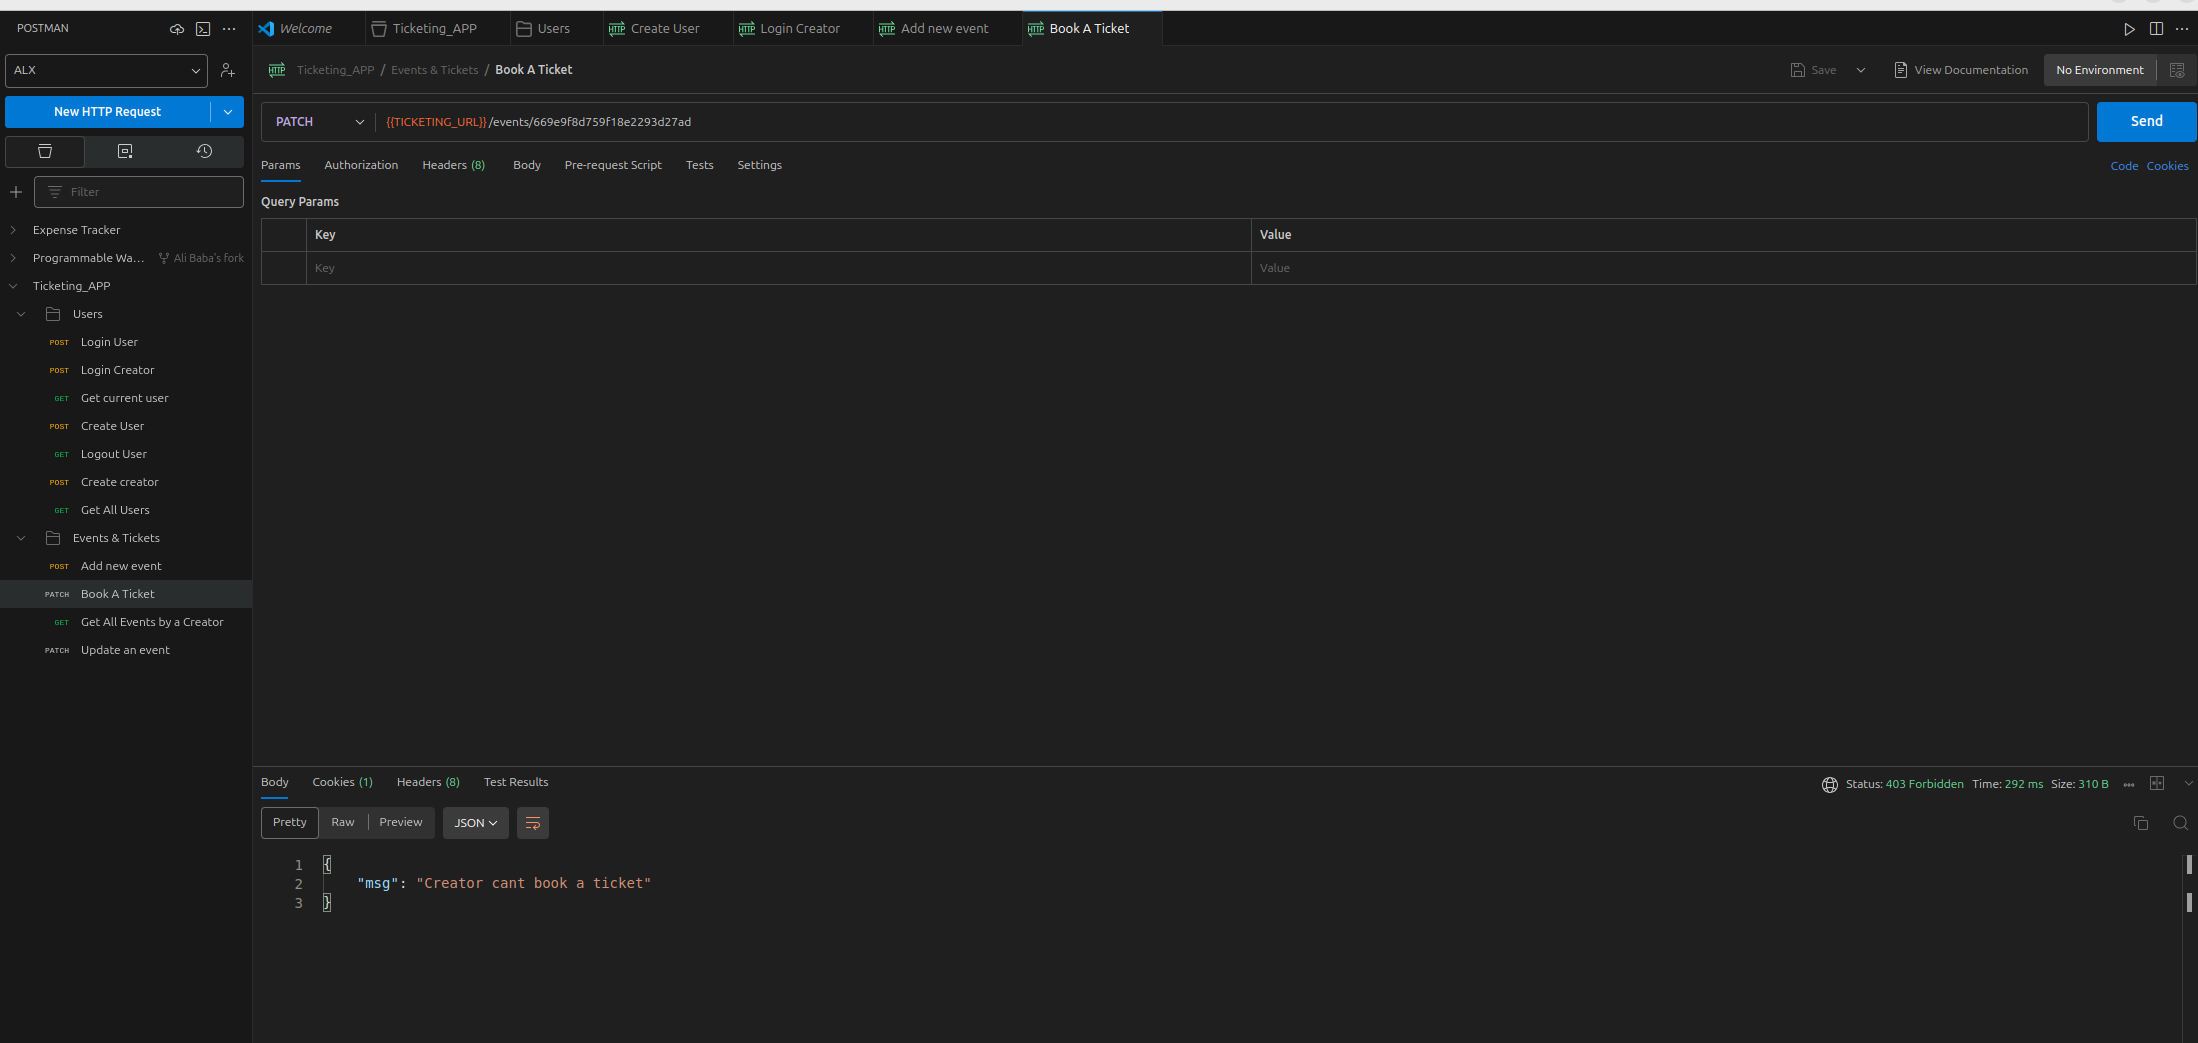 POSTMAN
Welcome
Ticketing_APP
Users
HTTP Create User
HTTP Login Creator
HTTP Add new event
HTTP Book A Ticket
ALX
New HTTP Request
Filter
Expense Tracker
Programmable Wa... Ali Baba's fork
Ticketing_APP
Users
POST Login User
POST Login Creator
GET Get current user
POST Create User
GET Logout User
POST Create creator
GET Get All Users
Events & Tickets
POST Add new event
PATCH Book A Ticket
GET Get All Events by a Creator
PATCH Update an event
HTTP Ticketing_APP / Events & Tickets / Book A Ticket
Save
View Documentation
No Environment
PATCH {{TICKETING_URL}}/events/669e9f8d759f18e2293d27ad
Send
Params Authorization Headers (8) Body Pre-request Script Tests Settings
Code Cookies
Query Params
Key Value
Key Value
Body Cookies (1) Headers (8) Test Results
Status: 403 Forbidden Time: 292 ms Size: 310 B
Pretty Raw Preview JSON
1 {
2 "msg": "Creator cant book a ticket"
3 }